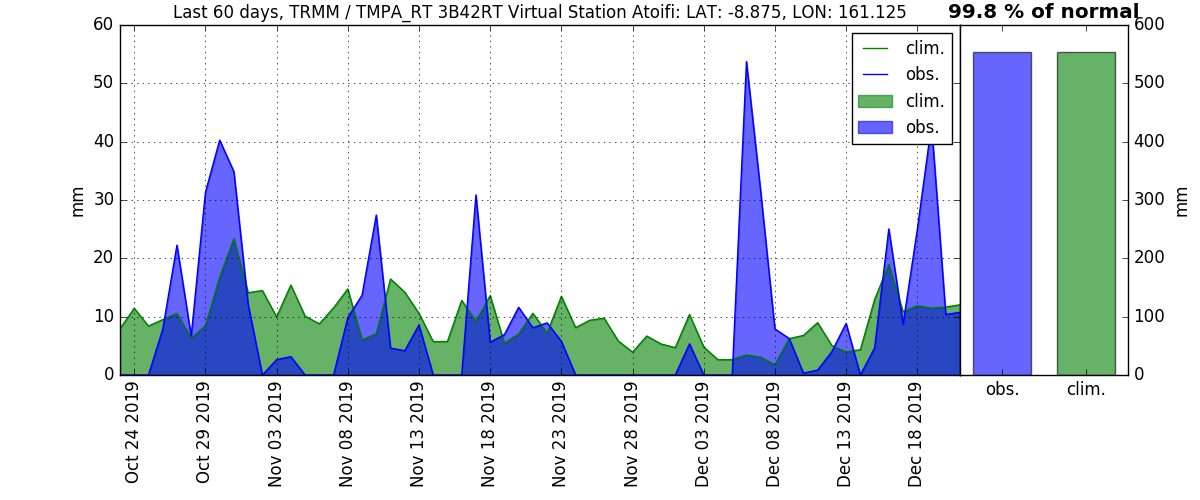 Last 60 days, TRMM / TMPA_RT 3B42RT Virtual Station Atoifi: LAT: -8.875, LON: 161.125
99.8 % of normal
60
50
40
30
20
10
0
mm
clim.
obs.
clim.
obs.
600
500
400
300
200
100
0
mm
Oct 24 2019
Oct 29 2019
Nov 03 2019
Nov 08 2019
Nov 13 2019
Nov 18 2019
Nov 23 2019
Nov 28 2019
Dec 03 2019
Dec 08 2019
Dec 13 2019
Dec 18 2019
obs.
clim.